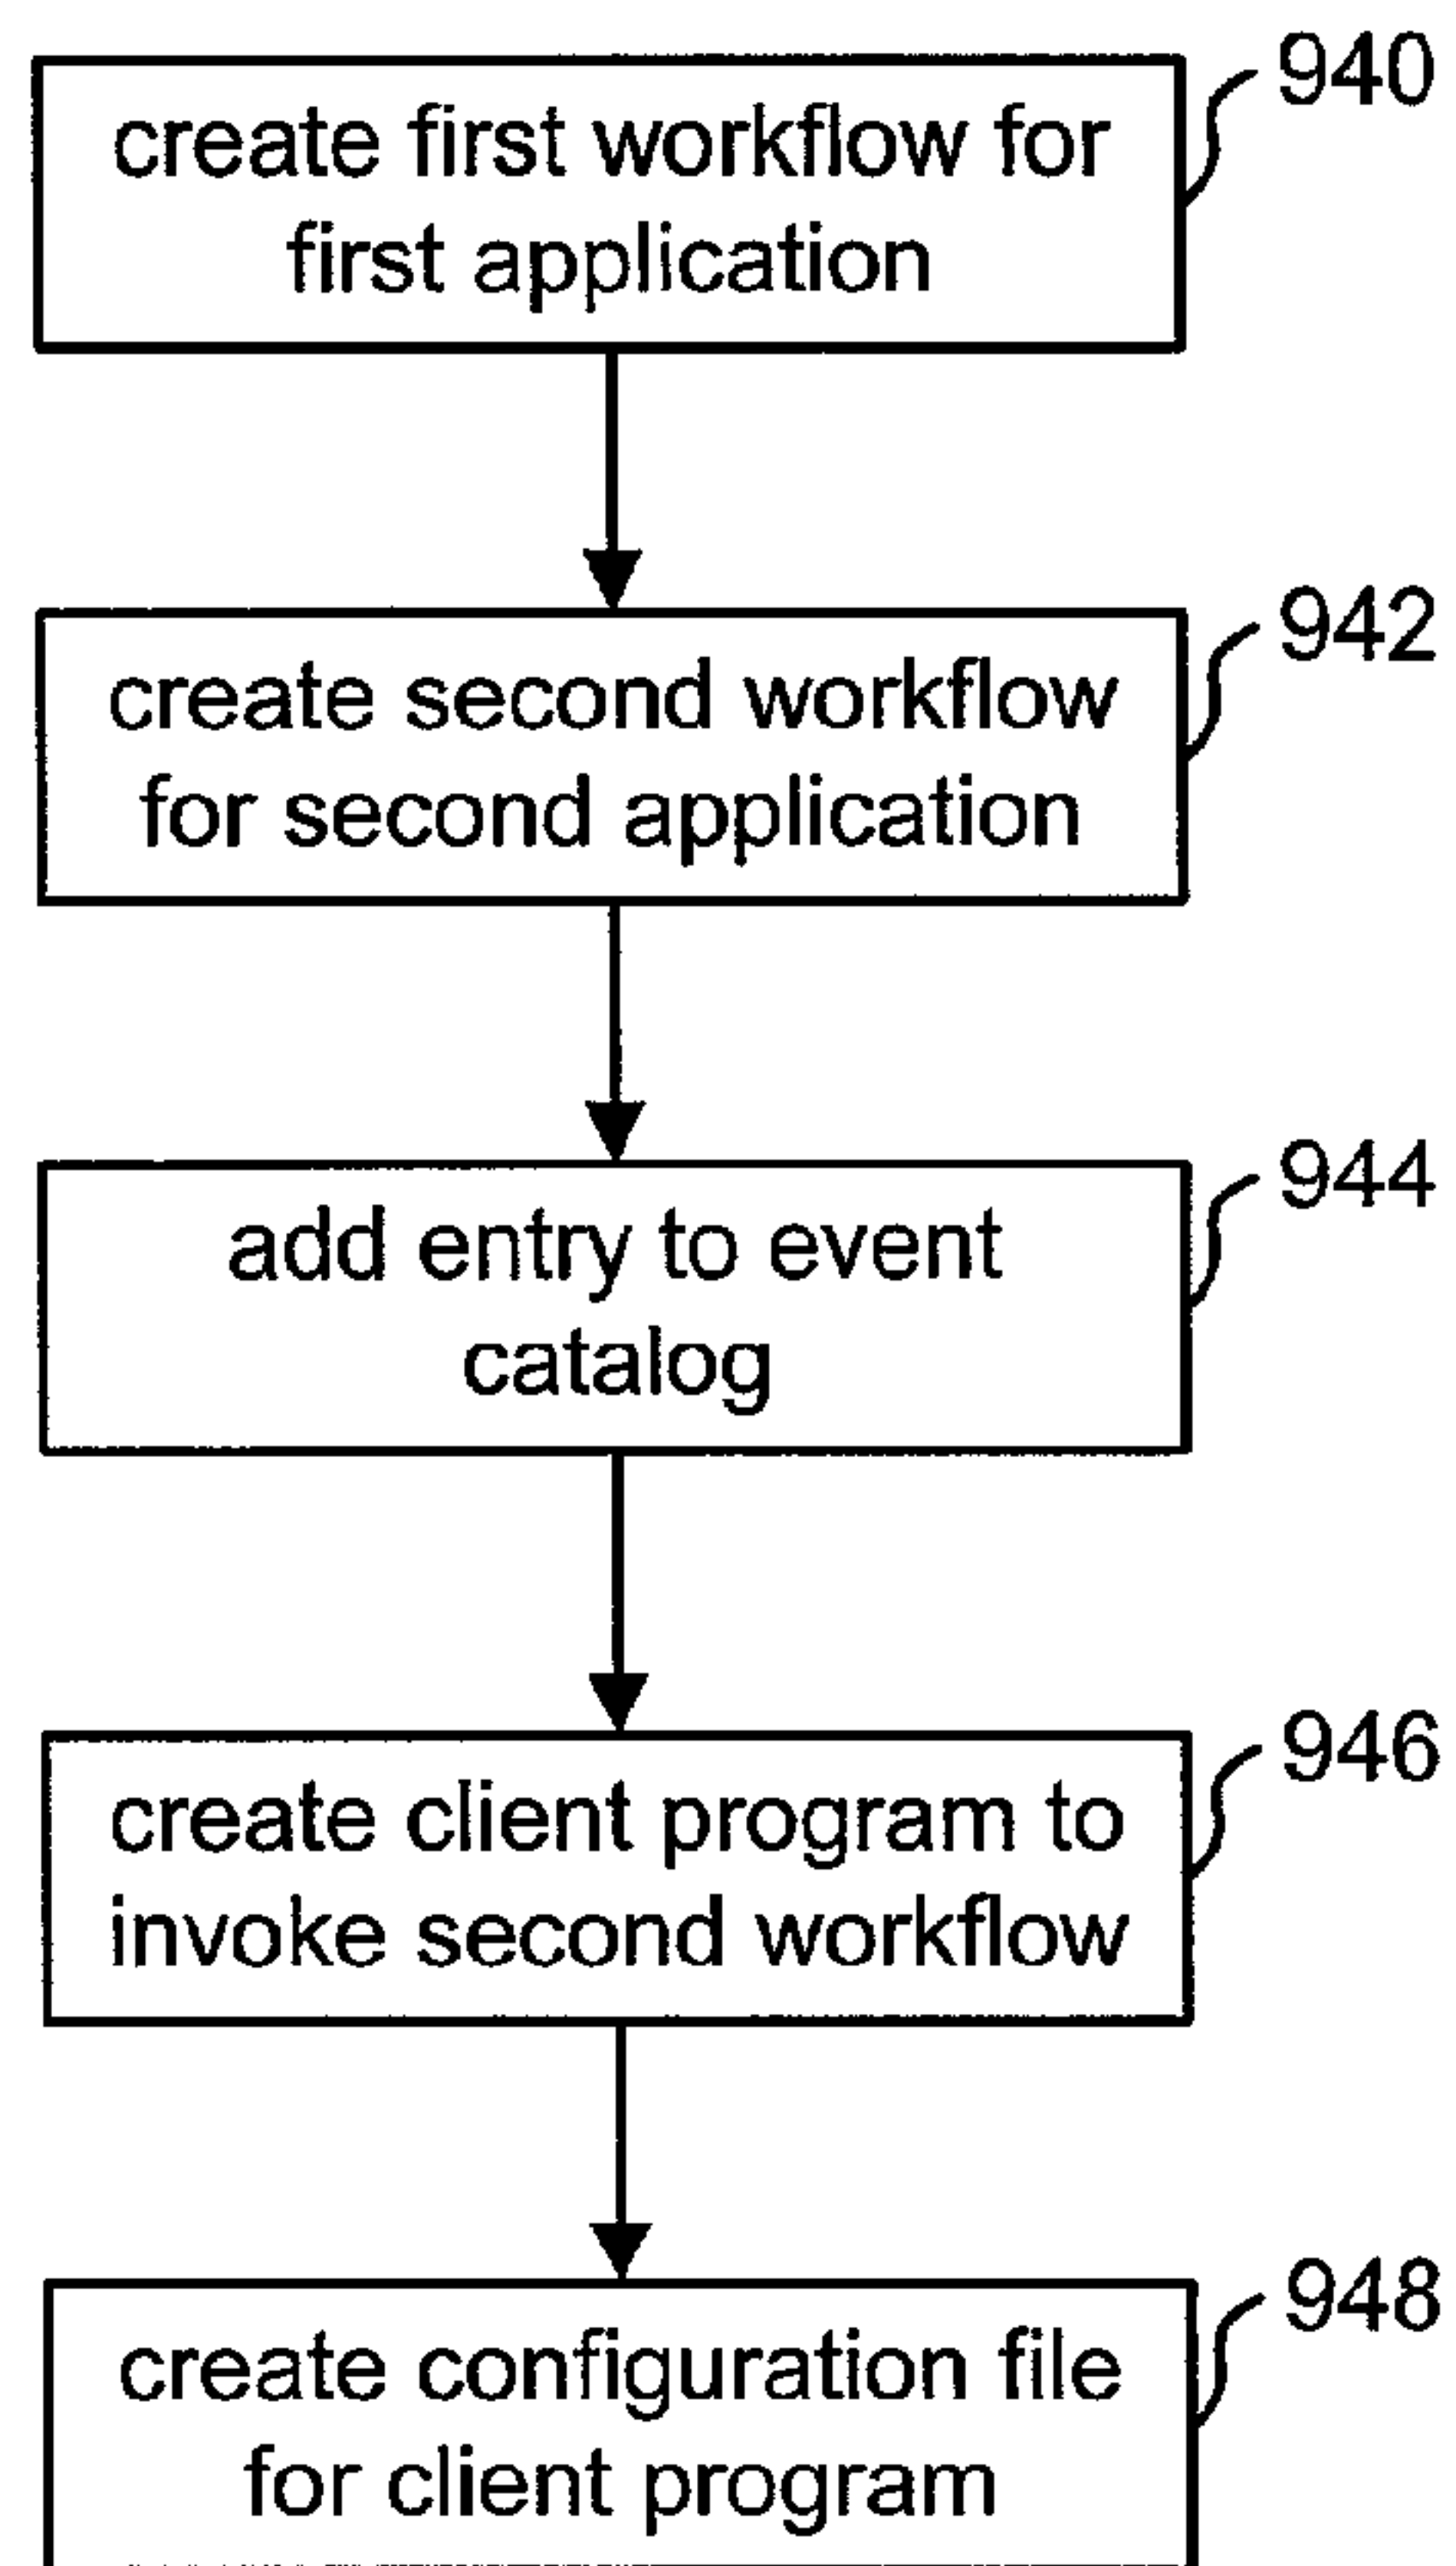 940
create first workflow for
first application
942
create second workflow
for second application
944
add entry to event
catalog
946
create client program to
invoke second workflow
948
create configuration file
for client program